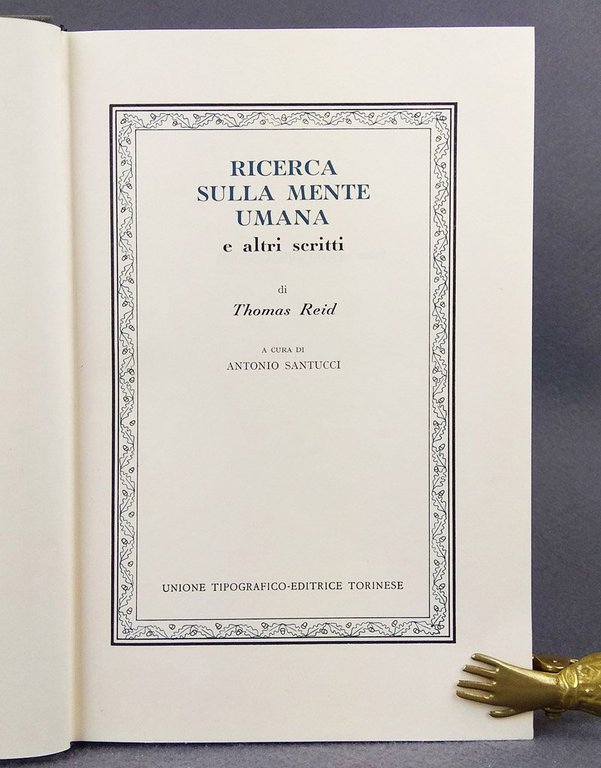 RICERCA
SULLA MENTE
UMANA
e altri scritti
di
Thomas Reid
A CURA DI
ANTONIO SANTUCCI
UNIONE TIPOGRAFICO-EDITRICE TORINESE